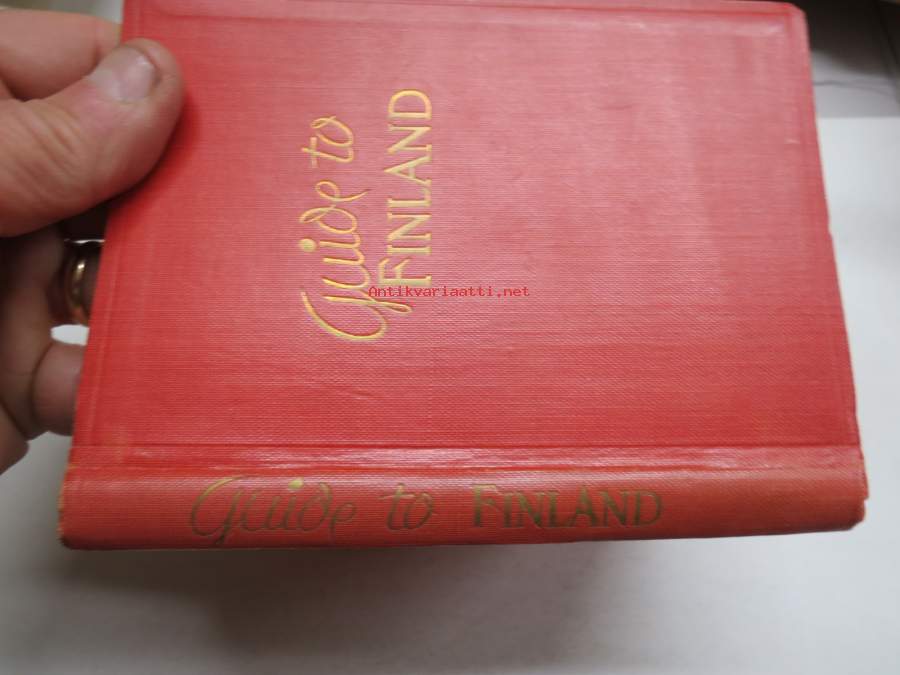 Guide to
FINLAND
Antikvariaatti.net
Guide to FINLAND